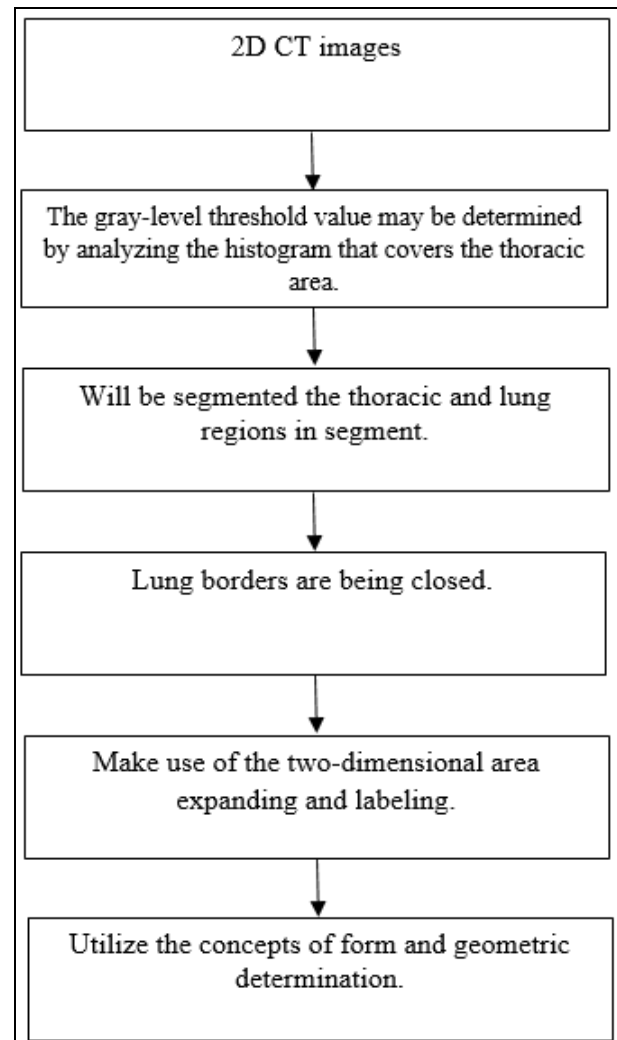 2D CT images
The gray-level threshold value may be determined
by analyzing the histogram that covers the thoracic
area.
Will be segmented the thoracic and lung
regions in segment.
Lung borders are being closed.
Make use of the two-dimensional area
expanding and labeling.
Utilize the concepts of form and geometric
determination.